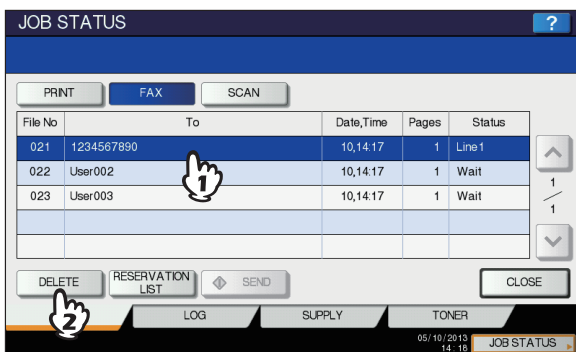 JOB STATUS ?
PRINT FAX SCAN
File No To Date,Time Pages Status
021 1234567890 10,14:17 1 Line1
022 User002 10,14:17 1 Wait
023 User003 10,14:17 1 Wait
1
1
1
DELETE RESERVATION LIST SEND CLOSE
2
LOG SUPPLY TONER
05/10/2013
14:18 JOB STATUS